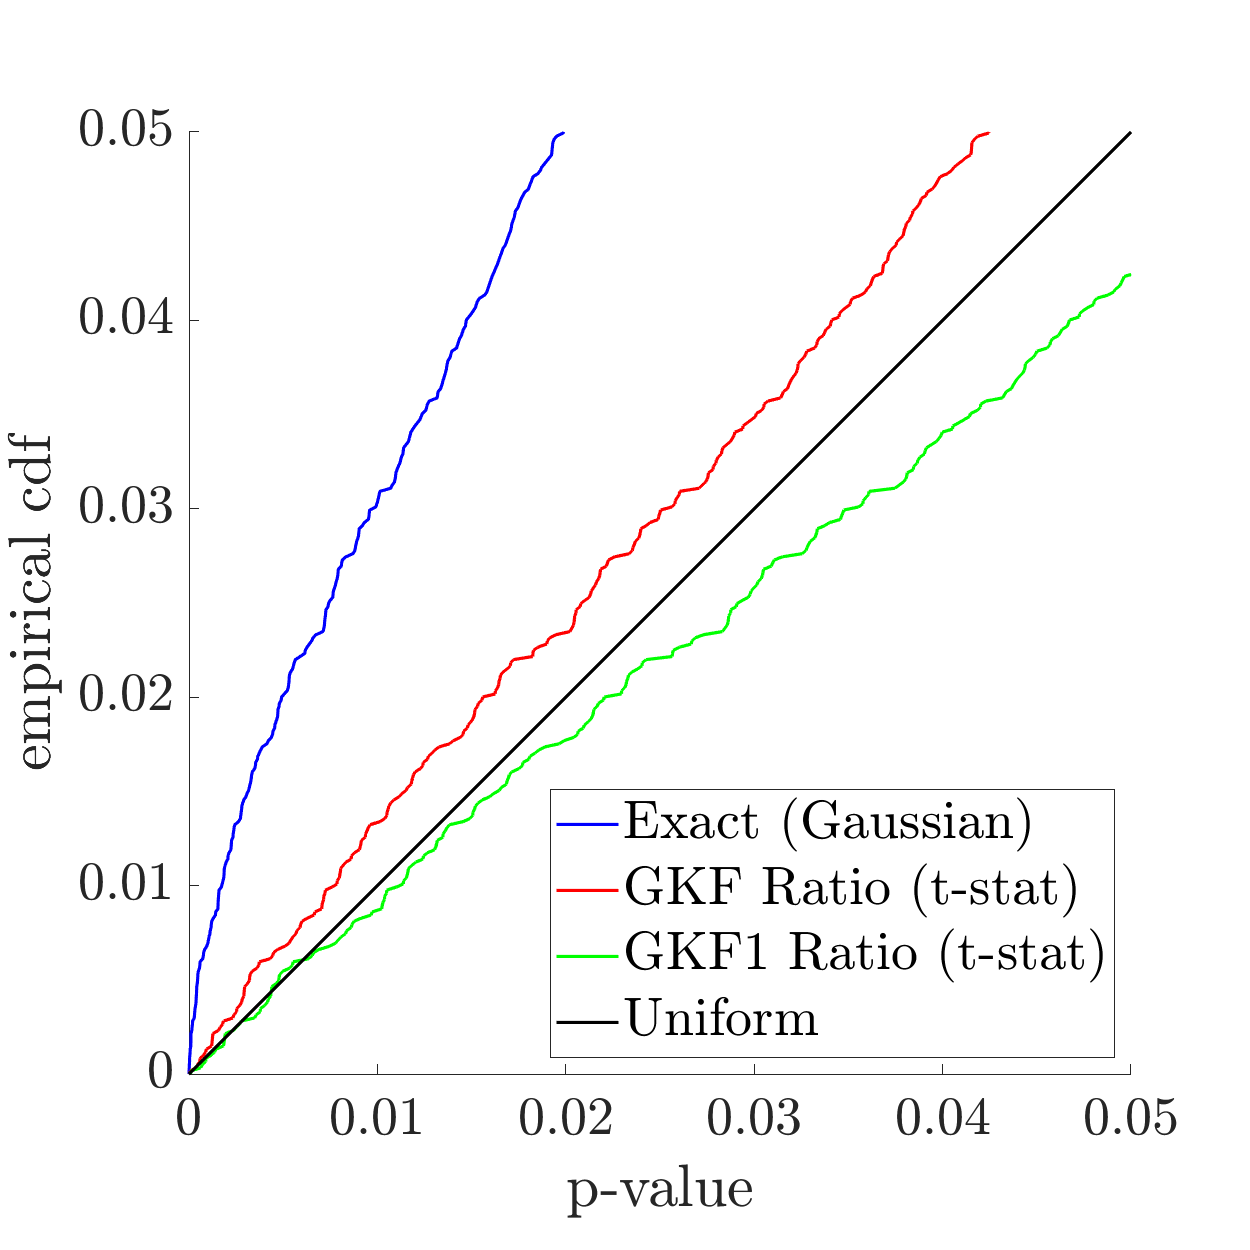 0.05
0.04
0.03
0.02
0.01
0
empirical cdf
Exact (Gaussian)
GKF Ratio (t-stat)
GKF1 Ratio (t-stat)
Uniform
0 0.01 0.02 0.03 0.04 0.05
p-value